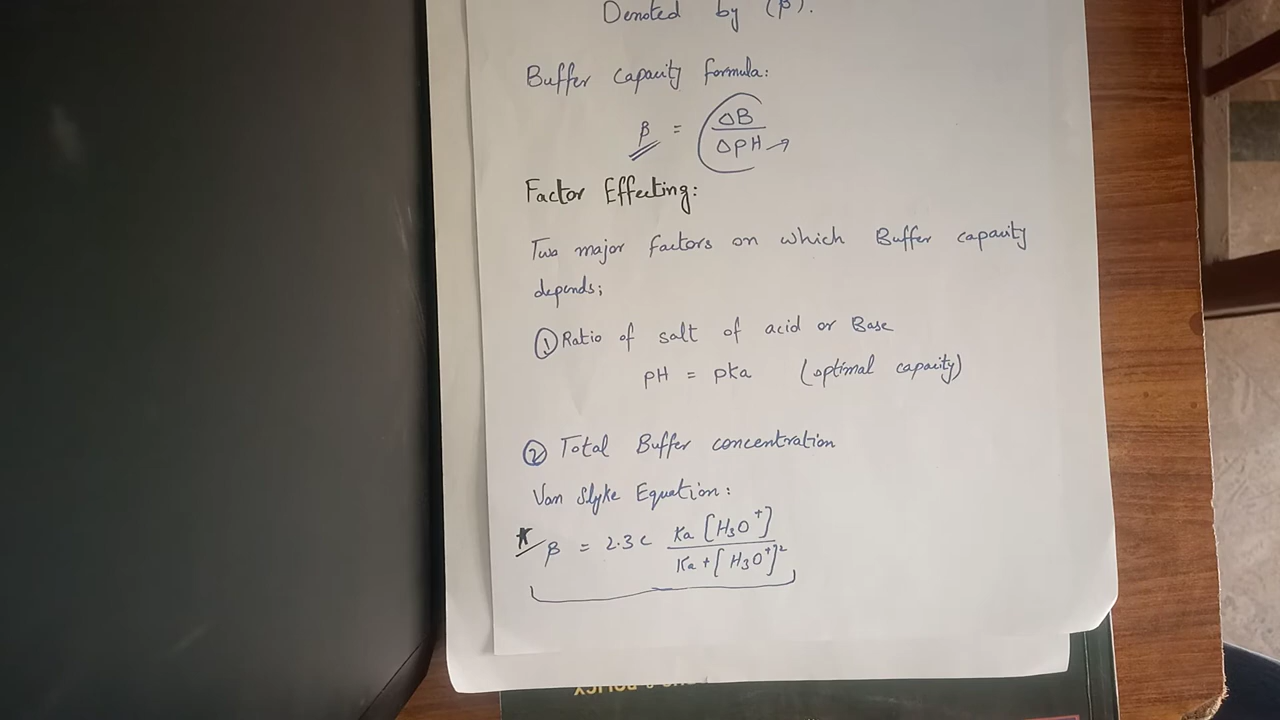 Denoted by (β).
Buffer capacity formula:
β = ΔB / ΔpH →
Factor Effecting:
Two major factors on which Buffer capacity
depends;
① Ratio of salt of acid or Base
pH = pKa (optimal capacity)
② Total Buffer concentration
Van Slyke Equation:
* β = 2.3 C Ka [H₃O⁺] / Ka + [H₃O⁺]²
POLICY